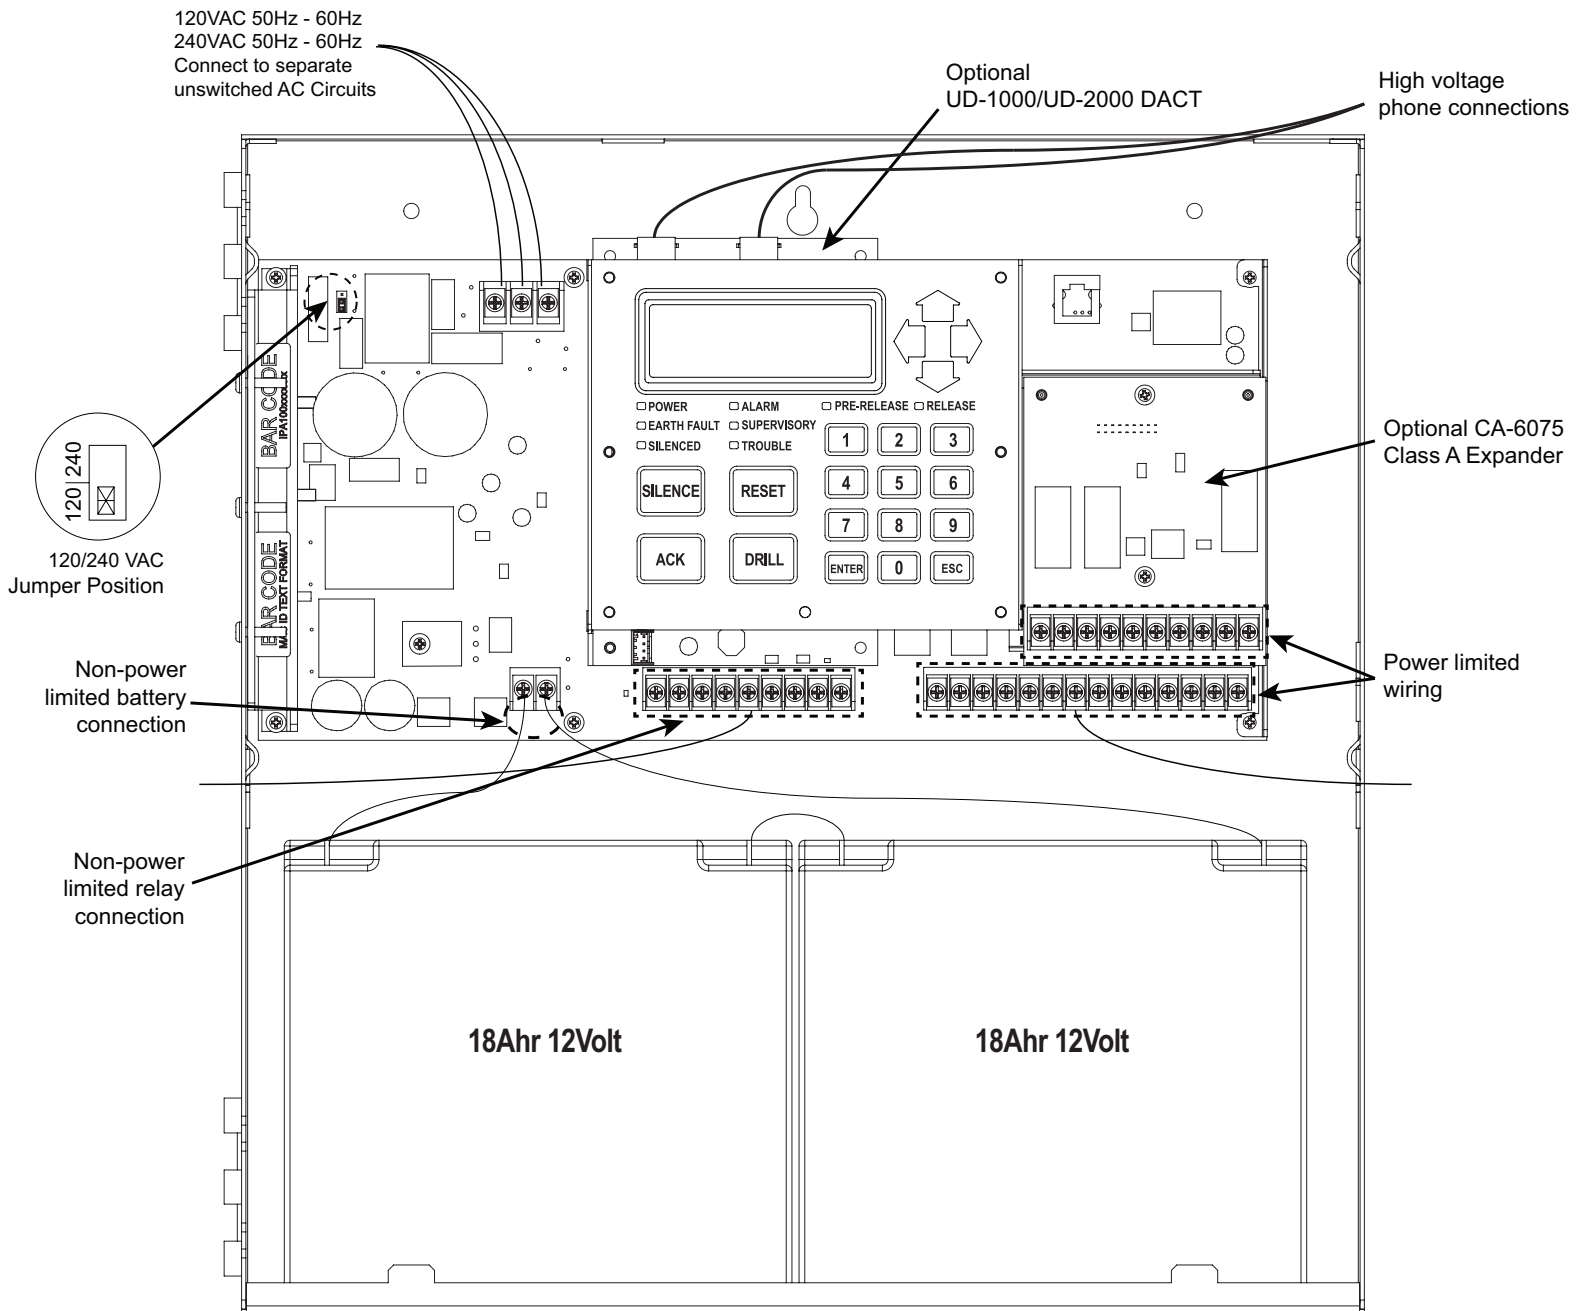 120VAC 50Hz - 60Hz
240VAC 50Hz - 60Hz
Connect to separate
unswitched AC Circuits
Optional
UD-1000/UD-2000 DACT
High voltage
phone connections
BAR CODE
IPA100
POWER
ALARM
PRE-RELEASE
RELEASE
EARTH FAULT
SUPERVISORY
SILENCED
TROUBLE
1
2
3
SILENCE
RESET
4
5
6
7
8
9
ACK
DRILL
ENTER
0
ESC
Optional CA-6075
Class A Expander
120|240
120/240 VAC
Jumper Position
BAR CODE
ID TEXT FORMAT
Non-power
limited battery
connection
Power limited
wiring
Non-power
limited relay
connection
18Ahr 12Volt
18Ahr 12Volt